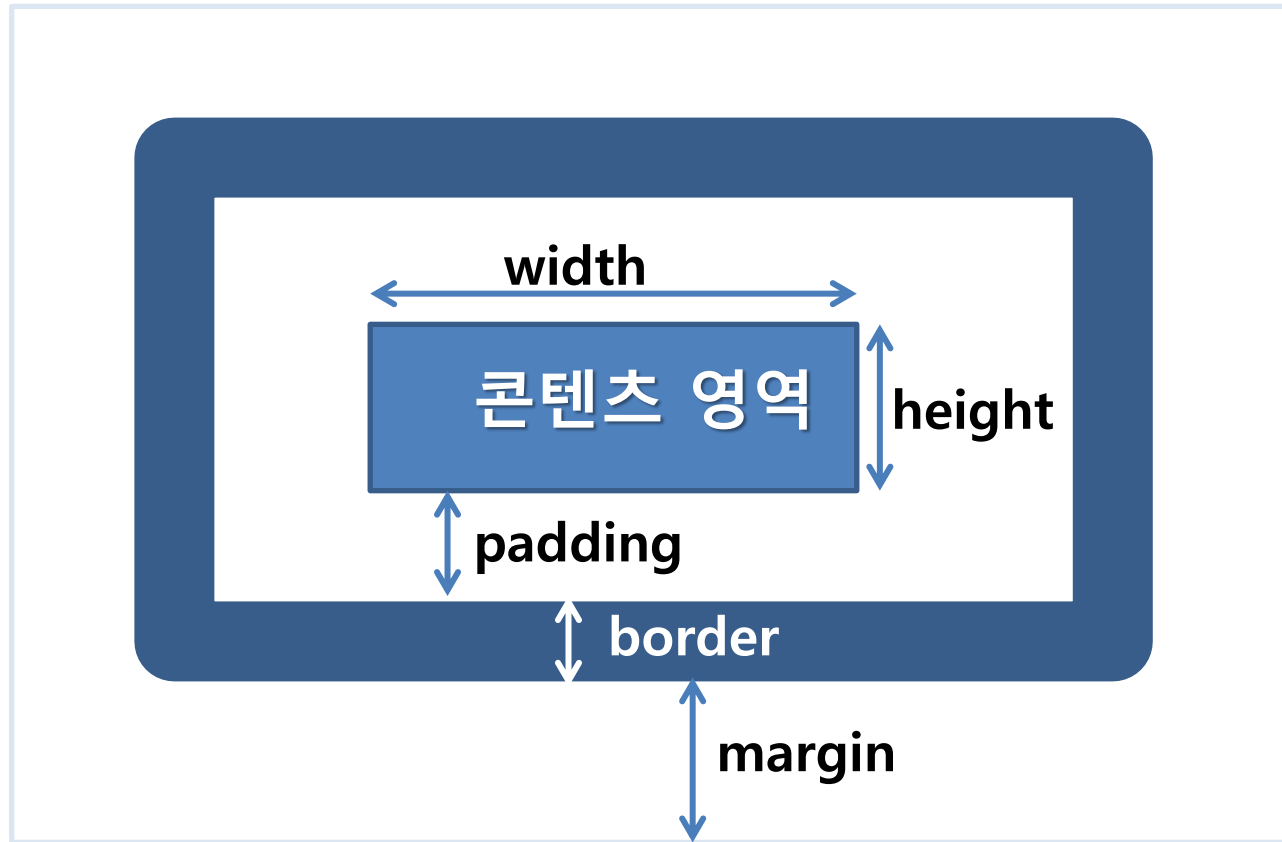 width
콘텐츠 영역
height
padding
border
margin